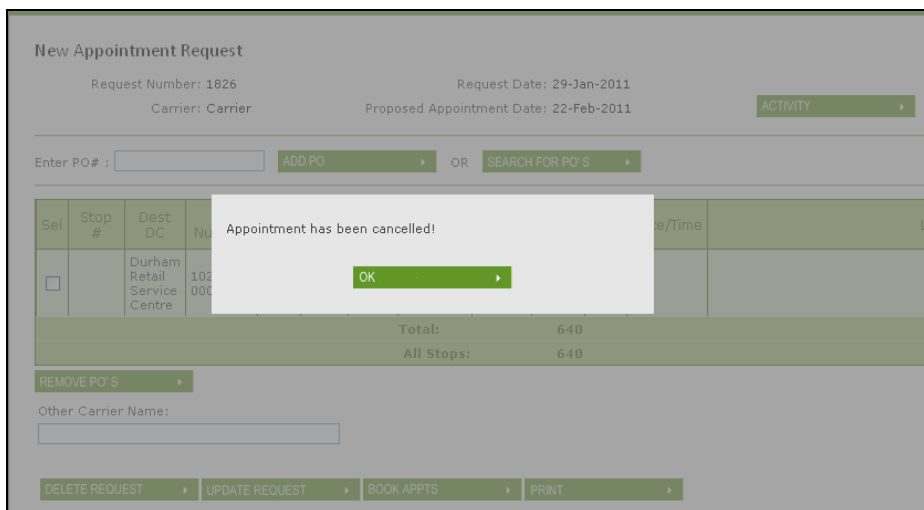 New Appointment Request
Request Number: 1826 Request Date: 29-Jan-2011
Carrier: Carrier Proposed Appointment Date: 22-Feb-2011
ACTIVITY
Enter PO# : ADD PO OR SEARCH FOR PO'S
Sel Stop # Dest DC
Appointment has been cancelled!
OK
Durham Retail Service Centre
Total: 640
All Stops: 640
REMOVE PO'S
Other Carrier Name:
DELETE REQUEST UPDATE REQUEST BOOK APPTS PRINT